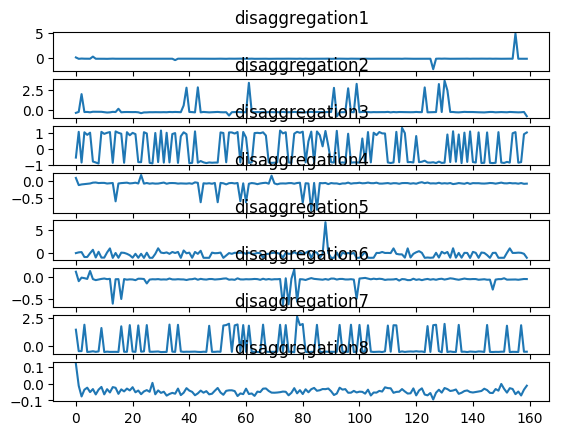 disaggregation1
5
0
disaggregation2
2.5
0.0
disaggregation3
1
0
−1
disaggregation4
0.0
−0.5
disaggregation5
5
0
disaggregation6
0.0
−0.5
disaggregation7
2.5
0.0
disaggregation8
0.1
0.0
−0.1
0 20 40 60 80 100 120 140 160